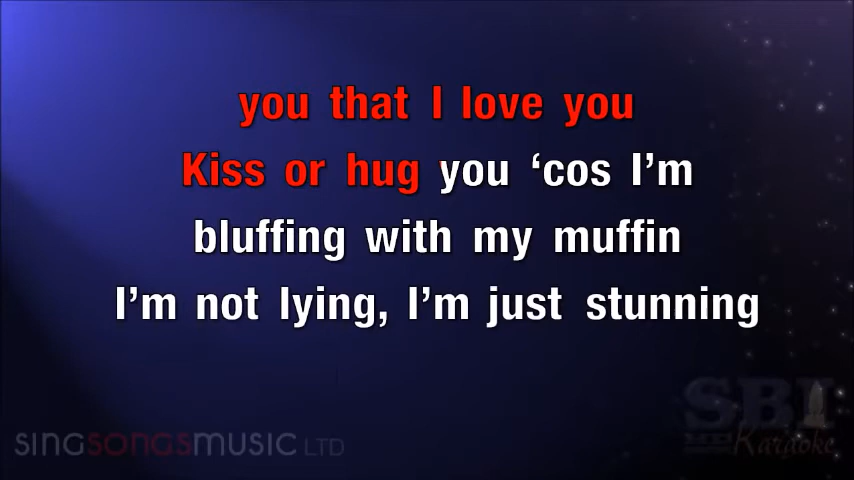 you that I love you
Kiss or hug you ‘cos I’m
bluffing with my muffin
I’m not lying, I’m just stunning
SBI
HD Karaoke
singsongsmusic LTD